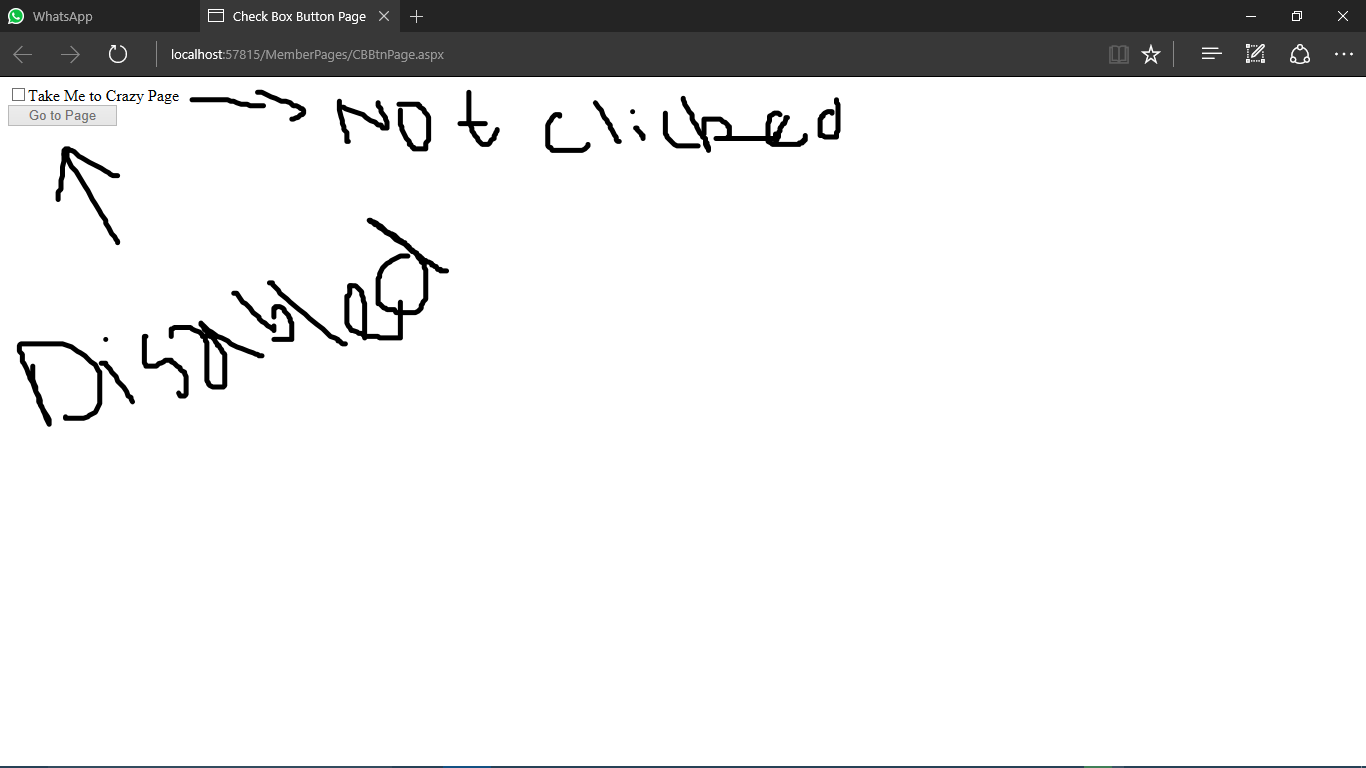 WhatsApp
Check Box Button Page
localhost:57815/MemberPages/CBBtnPage.aspx
Take Me to Crazy Page
Not clicked
Go to Page
Disabled